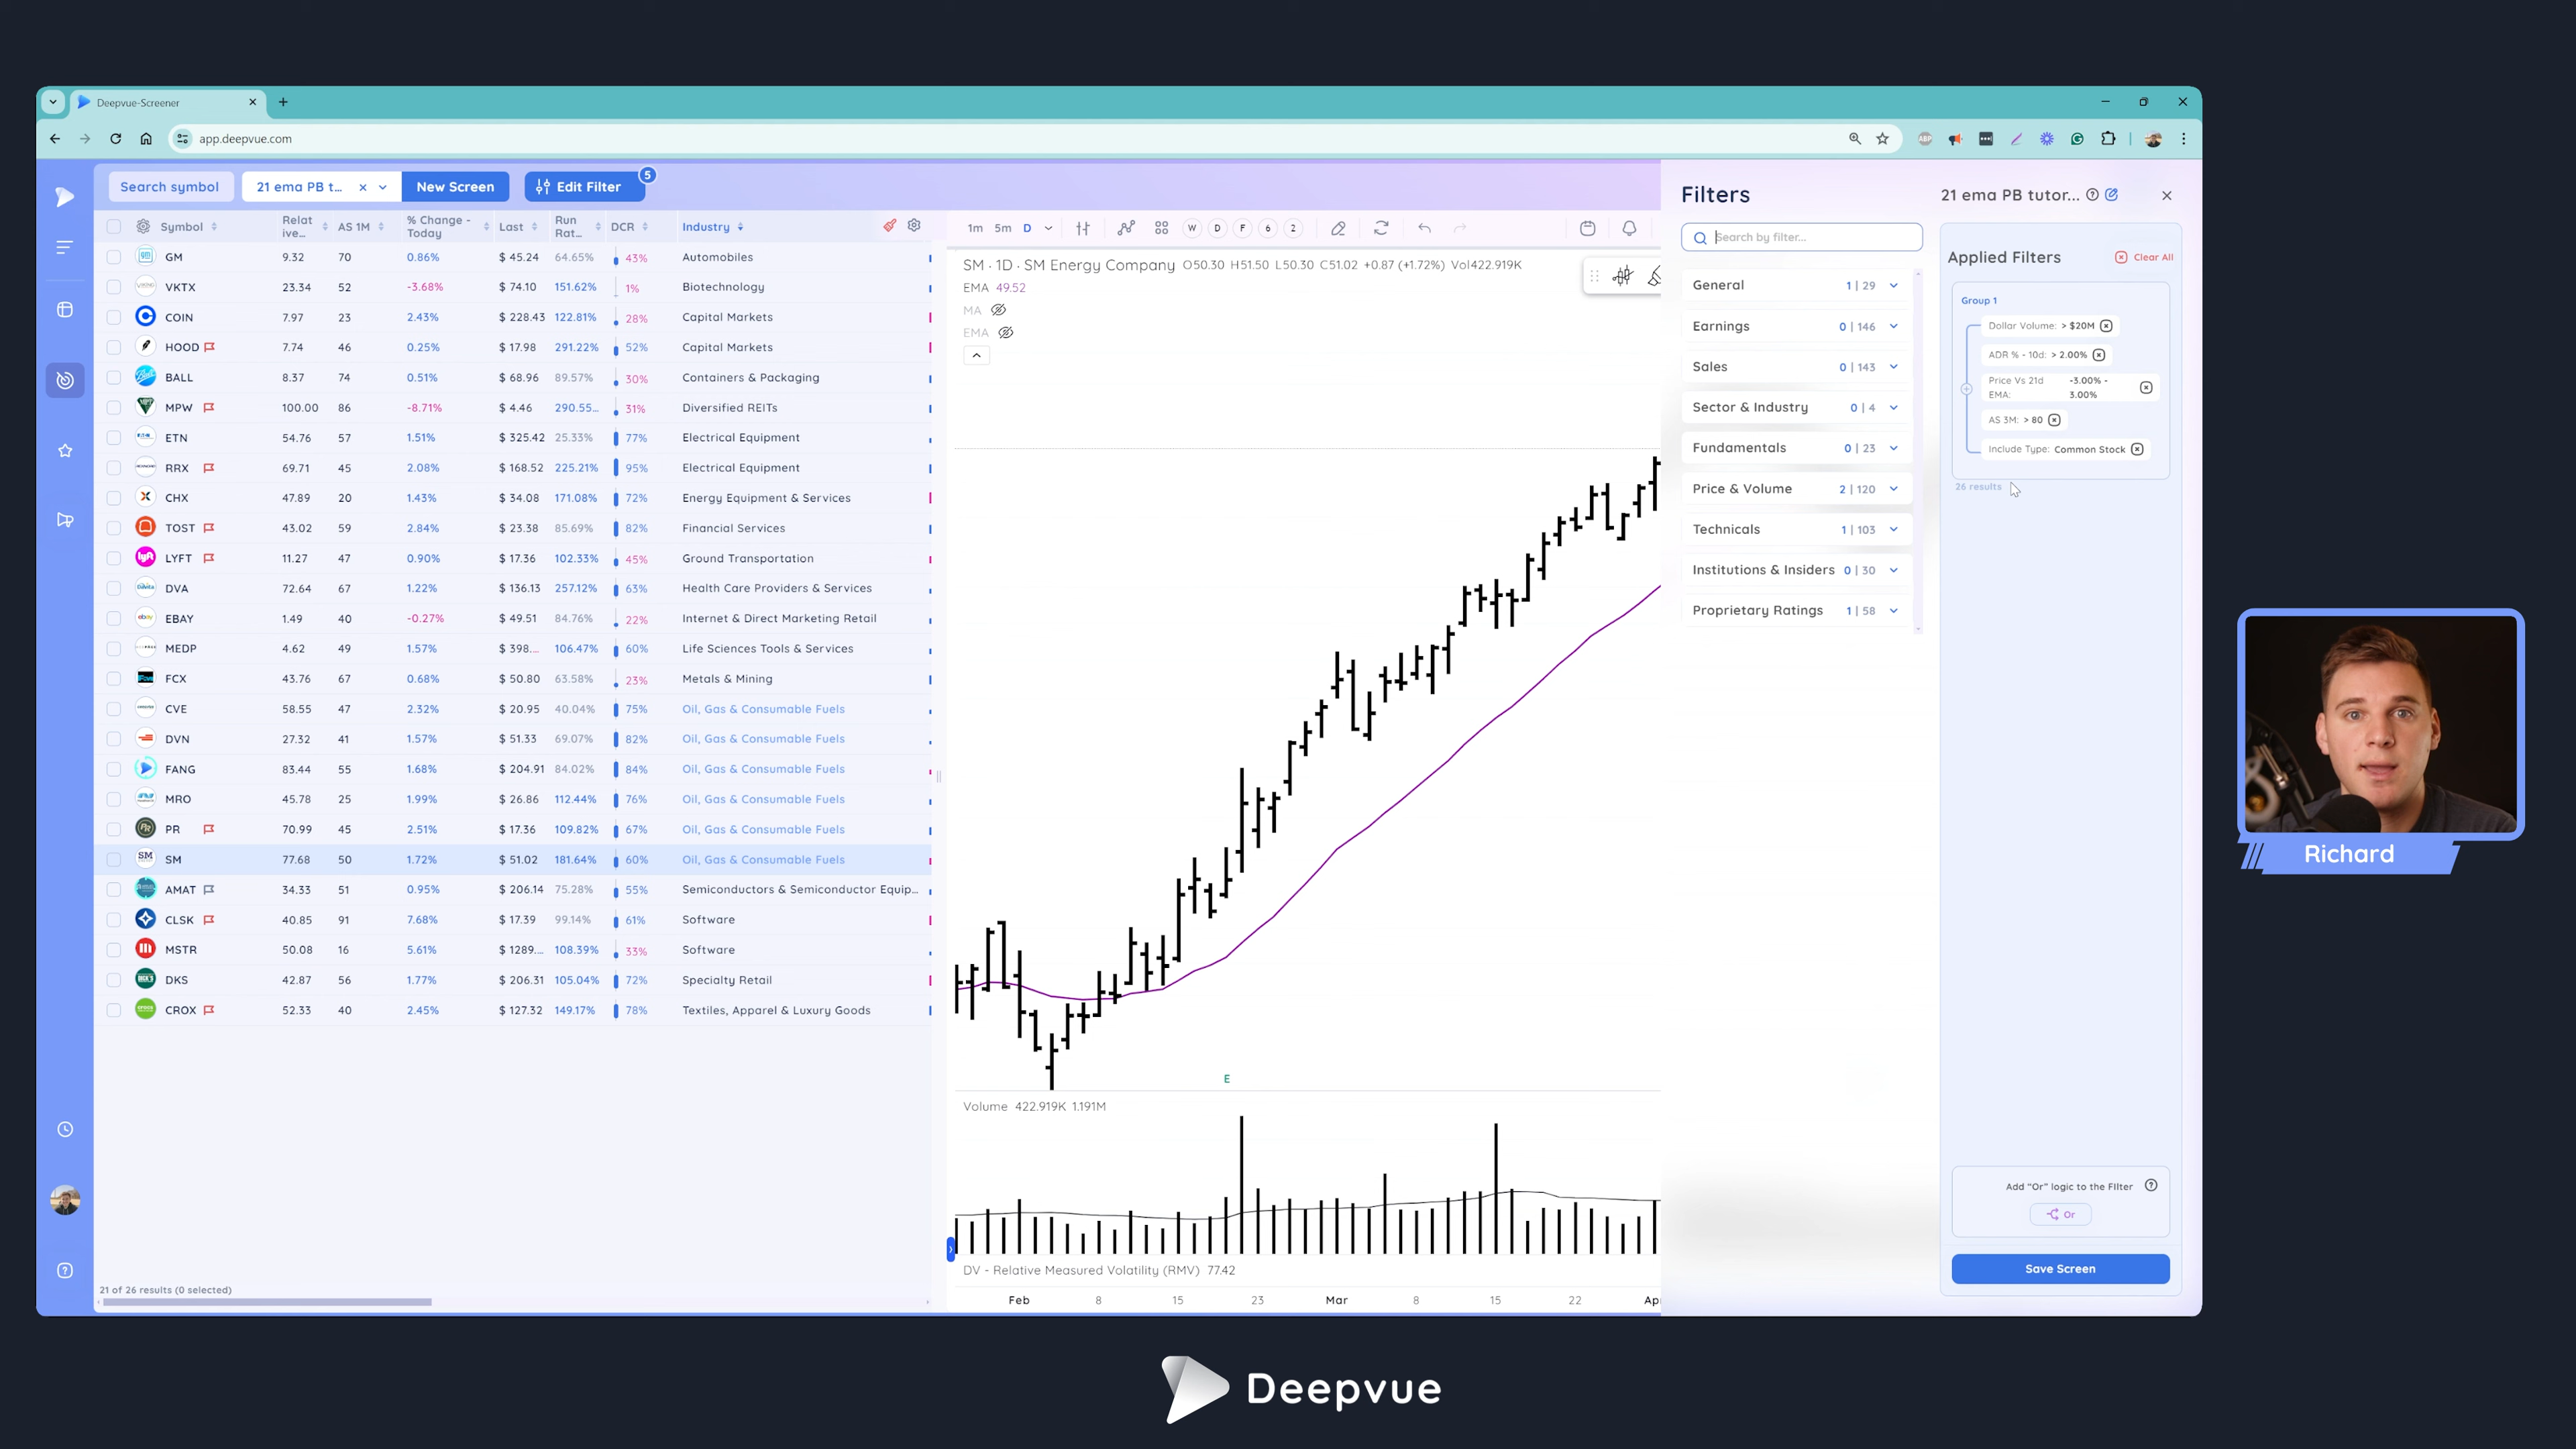 Deepvue-Screener
app.deepvue.com
ABP
Search symbol
21 ema PB t...
New Screen
Edit Filter
5
Symbol
Relat ive...
AS 1M
% Change - Today
Last
Run Rat...
DCR
Industry
GM 9.32 70 0.86% $ 45.24 64.65% 43% Automobiles
VKTX 23.34 52 -3.68% $ 74.10 151.62% 1% Biotechnology
COIN 7.97 23 2.43% $ 228.43 122.81% 28% Capital Markets
HOOD 7.74 46 0.25% $ 17.98 291.22% 52% Capital Markets
BALL 8.37 74 0.51% $ 68.96 89.57% 30% Containers & Packaging
MPW 100.00 86 -8.71% $ 4.46 290.55... 31% Diversified REITs
ETN 54.76 57 1.51% $ 325.42 25.33% 77% Electrical Equipment
RRX 69.71 45 2.08% $ 168.52 225.21% 95% Electrical Equipment
CHX 47.89 20 1.43% $ 34.08 171.08% 72% Energy Equipment & Services
TOST 43.02 59 2.84% $ 23.38 85.69% 82% Financial Services
LYFT 11.27 47 0.90% $ 17.36 102.33% 45% Ground Transportation
DVA 72.64 67 1.22% $ 136.13 257.12% 63% Health Care Providers & Services
EBAY 1.49 40 -0.27% $ 49.51 84.76% 22% Internet & Direct Marketing Retail
MEDP 4.62 49 1.57% $ 398.... 106.47% 60% Life Sciences Tools & Services
FCX 43.76 67 0.68% $ 50.80 63.58% 23% Metals & Mining
CVE 58.55 47 2.32% $ 20.95 40.04% 75% Oil, Gas & Consumable Fuels
DVN 27.32 41 1.57% $ 51.33 69.07% 82% Oil, Gas & Consumable Fuels
FANG 83.44 55 1.68% $ 204.91 84.02% 84% Oil, Gas & Consumable Fuels
MRO 45.78 25 1.99% $ 26.86 112.44% 76% Oil, Gas & Consumable Fuels
PR 70.99 45 2.51% $ 17.36 109.82% 67% Oil, Gas & Consumable Fuels
SM 77.68 50 1.72% $ 51.02 181.64% 60% Oil, Gas & Consumable Fuels
AMAT 34.33 51 0.95% $ 206.14 75.28% 55% Semiconductors & Semiconductor Equip...
CLSK 40.85 91 7.68% $ 17.39 99.14% 61% Software
MSTR 50.08 16 5.61% $ 1289.... 108.39% 33% Software
DKS 42.87 56 1.77% $ 206.31 105.04% 72% Specialty Retail
CROX 52.33 40 2.45% $ 127.32 149.17% 78% Textiles, Apparel & Luxury Goods
21 of 26 results (0 selected)
1m 5m D
W D F 6 2
SM · 1D · SM Energy Company O50.30 H51.50 L50.30 C51.02 +0.87 (+1.72%) Vol422.919K
EMA 49.52
MA
EMA
E
Volume 422.919K 1.191M
DV - Relative Measured Volatility (RMV) 77.42
Feb 8 15 23 Mar 8 15 22 Ap
Filters
Search by filter...
General 1 | 29
Earnings 0 | 146
Sales 0 | 143
Sector & Industry 0 | 4
Fundamentals 0 | 23
Price & Volume 2 | 120
Technicals 1 | 103
Institutions & Insiders 0 | 30
Proprietary Ratings 1 | 58
21 ema PB tutor...
Applied Filters
Clear All
Group 1
Dollar Volume: > $20M
ADR % - 10d: > 2.00%
Price Vs 21d EMA: -3.00% - 3.00%
AS 3M: > 80
Include Type: Common Stock
26 results
Add "Or" logic to the Filter
Or
Save Screen
Richard
Deepvue